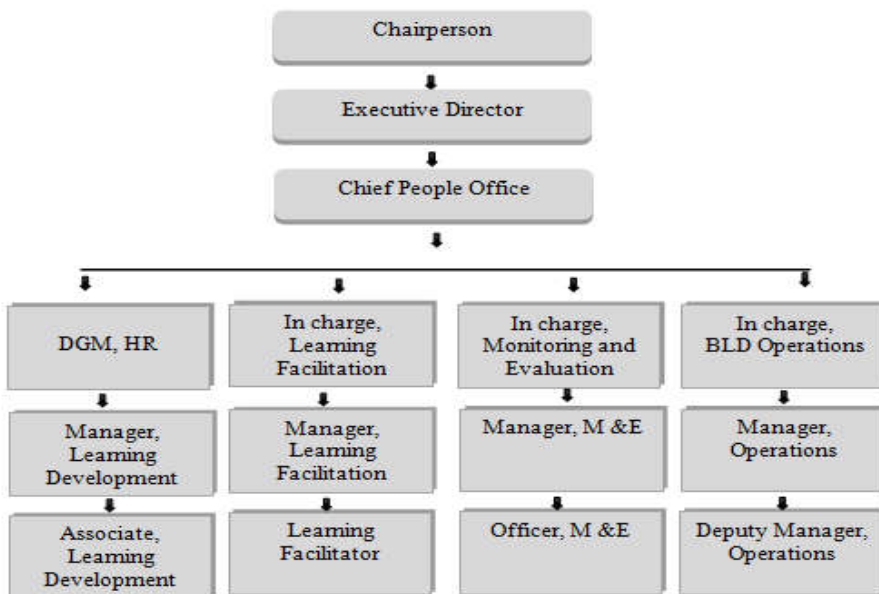 Chairperson
Executive Director
Chief People Office
DGM, HR
In charge,
Learning
Facilitation
In charge,
Monitoring and
Evaluation
In charge,
BLD Operations
Manager,
Learning
Development
Manager,
Learning
Facilitation
Manager, M &E
Manager,
Operations
Associate,
Learning
Development
Learning
Facilitator
Officer, M &E
Deputy Manager,
Operations